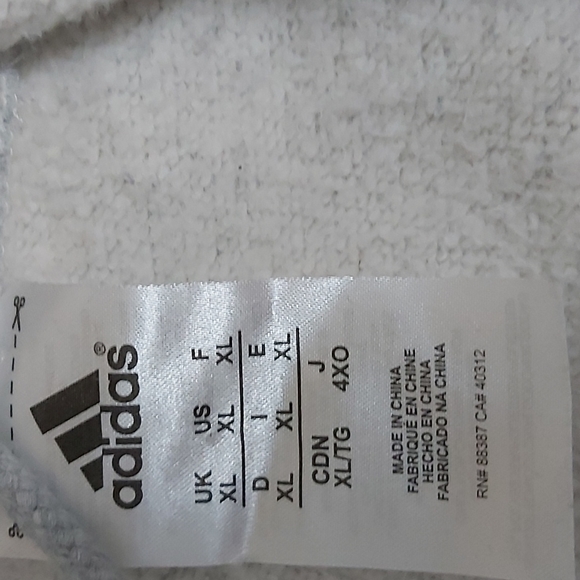 adidas®
UK US F
XL XL XL
D I E
XL XL XL
CDN J
XL/TG 4XO
MADE IN CHINA
FABRIQUÉ EN CHINE
HECHO EN CHINA
FABRICADO NA CHINA
RN# 88387 CA# 40312